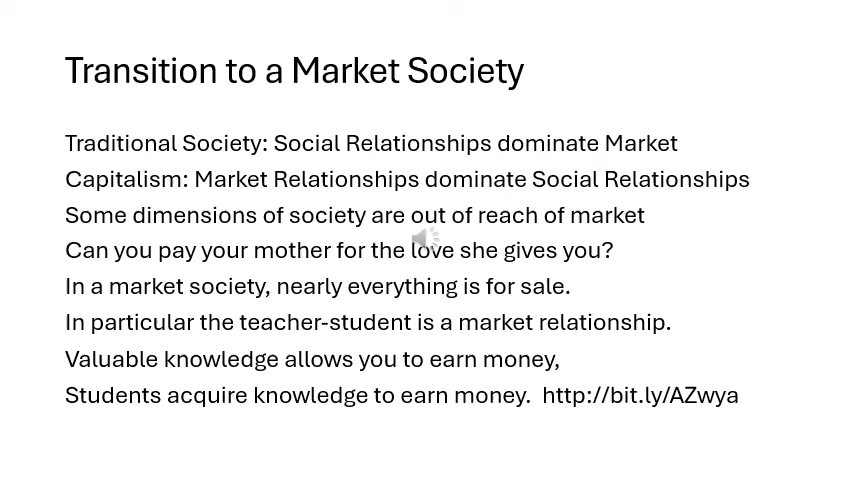 Transition to a Market Society
Traditional Society: Social Relationships dominate Market
Capitalism: Market Relationships dominate Social Relationships
Some dimensions of society are out of reach of market
Can you pay your mother for the love she gives you?
In a market society, nearly everything is for sale.
In particular the teacher-student is a market relationship.
Valuable knowledge allows you to earn money,
Students acquire knowledge to earn money.  http://bit.ly/AZwya